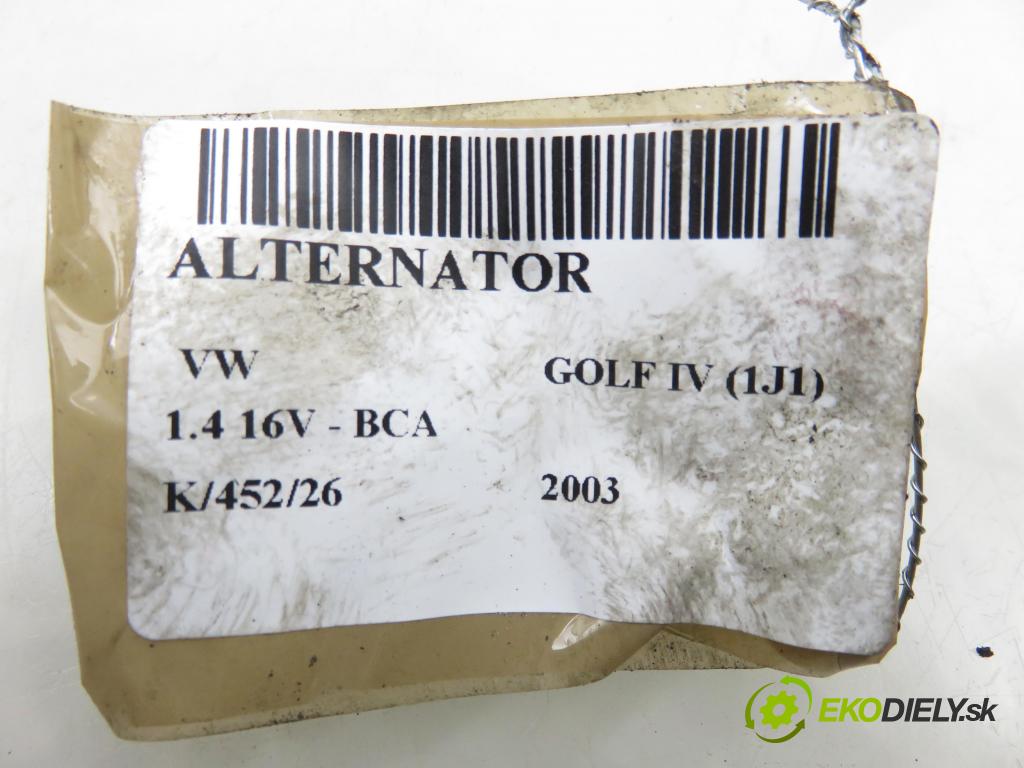 ALTERNATOR
VW GOLF IV (1J1)
1.4 16V - BCA
K/452/26 2003
EKODIELY.sk